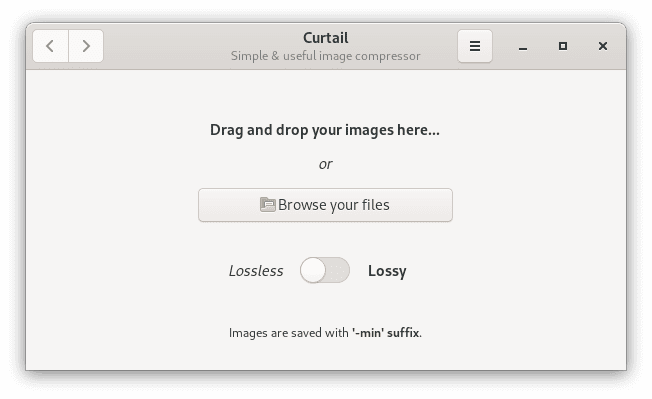 Curtail
Simple & useful image compressor
Drag and drop your images here...
or
Browse your files
Lossless Lossy
Images are saved with '-min' suffix.